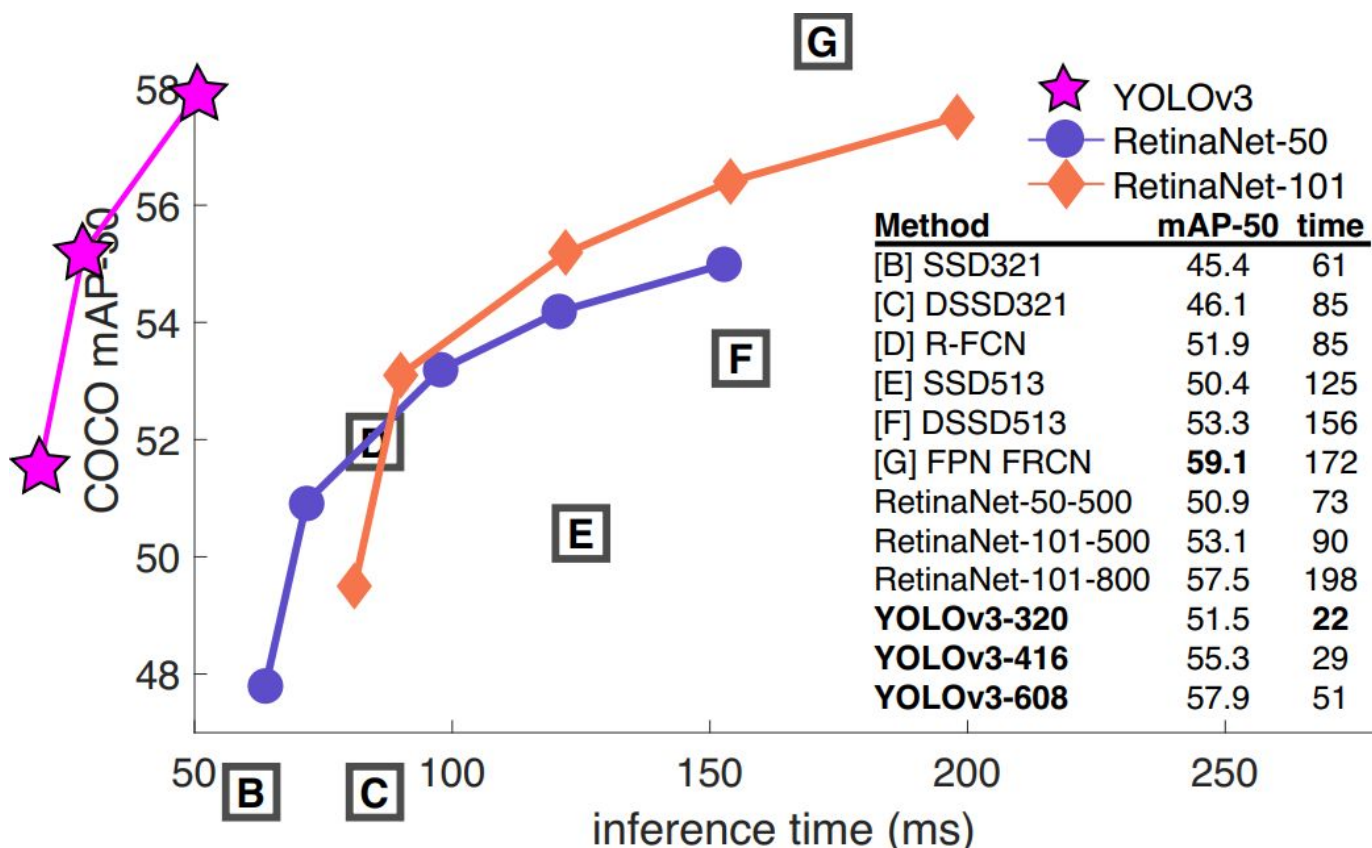 G
58
YOLOv3
RetinaNet-50
RetinaNet-101
56
COCO mAP-50
Method mAP-50 time
[B] SSD321 45.4 61
[C] DSSD321 46.1 85
[D] R-FCN 51.9 85
[E] SSD513 50.4 125
[F] DSSD513 53.3 156
[G] FPN FRCN 59.1 172
RetinaNet-50-500 50.9 73
RetinaNet-101-500 53.1 90
RetinaNet-101-800 57.5 198
YOLOv3-320 51.5 22
YOLOv3-416 55.3 29
YOLOv3-608 57.9 51
54
F
52
D
50
E
48
50 100 150 200 250
B
C
inference time (ms)